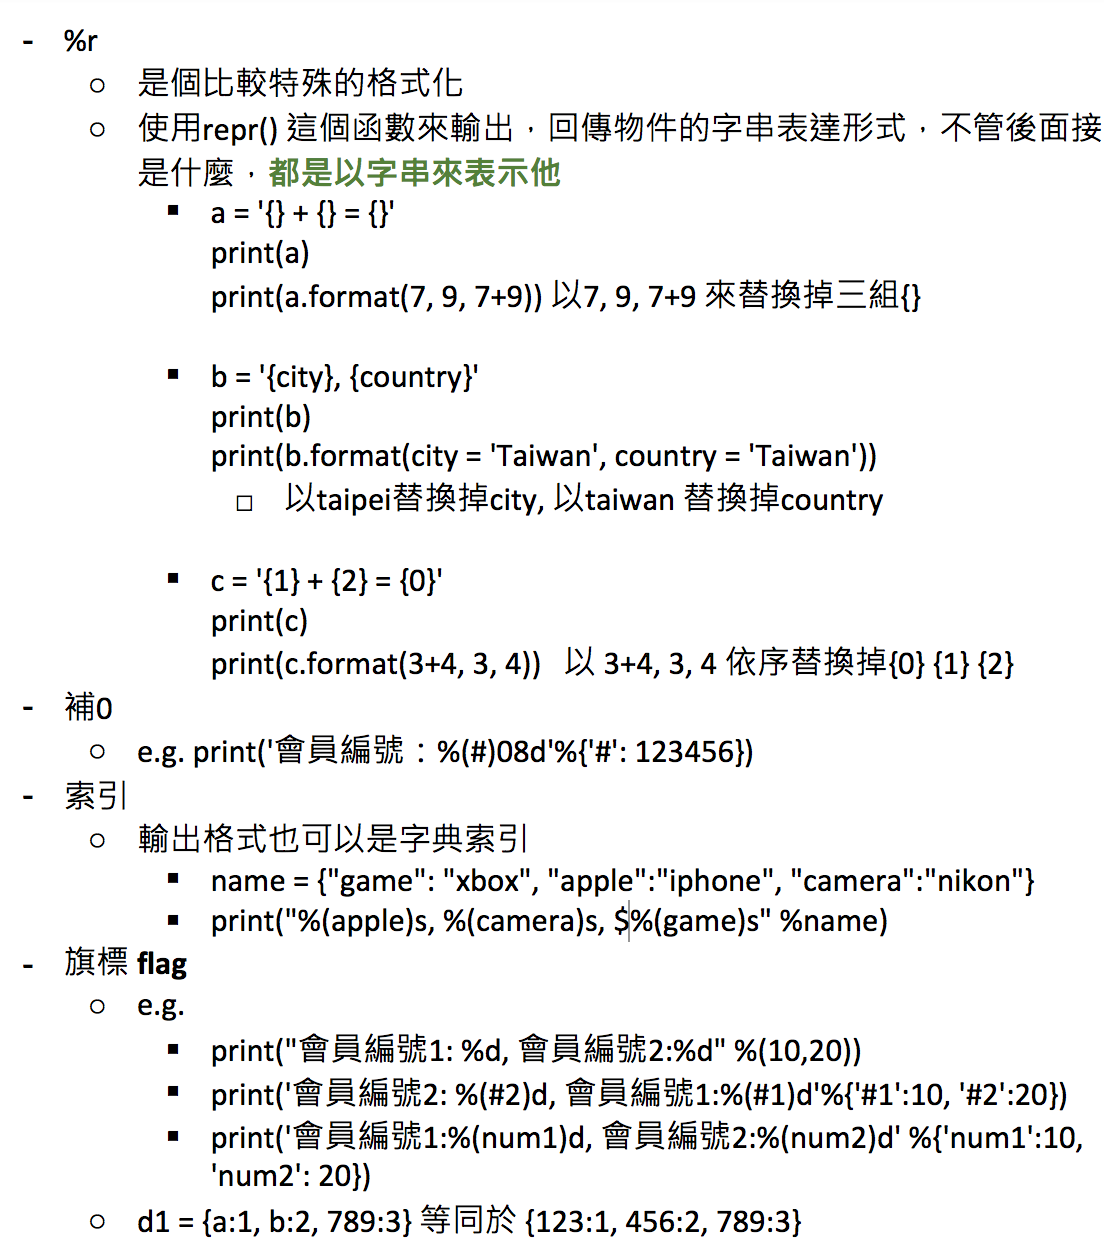 - %r
○ 是個比較特殊的格式化
○ 使用repr() 這個函數來輸出，回傳物件的字串表達形式，不管後面接
是什麼，都是以字串來表示他
▪ a = '{} + {} = {}'
print(a)
print(a.format(7, 9, 7+9)) 以7, 9, 7+9 來替換掉三組{}
▪ b = '{city}, {country}'
print(b)
print(b.format(city = 'Taiwan', country = 'Taiwan'))
□ 以taipei替換掉city, 以taiwan 替換掉country
▪ c = '{1} + {2} = {0}'
print(c)
print(c.format(3+4, 3, 4)) 以 3+4, 3, 4 依序替換掉{0} {1} {2}
- 補0
○ e.g. print('會員編號：%(#)08d'%{'#': 123456})
- 索引
○ 輸出格式也可以是字典索引
▪ name = {"game": "xbox", "apple":"iphone", "camera":"nikon"}
▪ print("%(apple)s, %(camera)s, $%(game)s" %name)
- 旗標 flag
○ e.g.
▪ print("會員編號1: %d, 會員編號2:%d" %(10,20))
▪ print('會員編號2: %(#2)d, 會員編號1:%(#1)d'%{'#1':10, '#2':20})
▪ print('會員編號1:%(num1)d, 會員編號2:%(num2)d' %{'num1':10,
'num2': 20})
○ d1 = {a:1, b:2, 789:3} 等同於 {123:1, 456:2, 789:3}